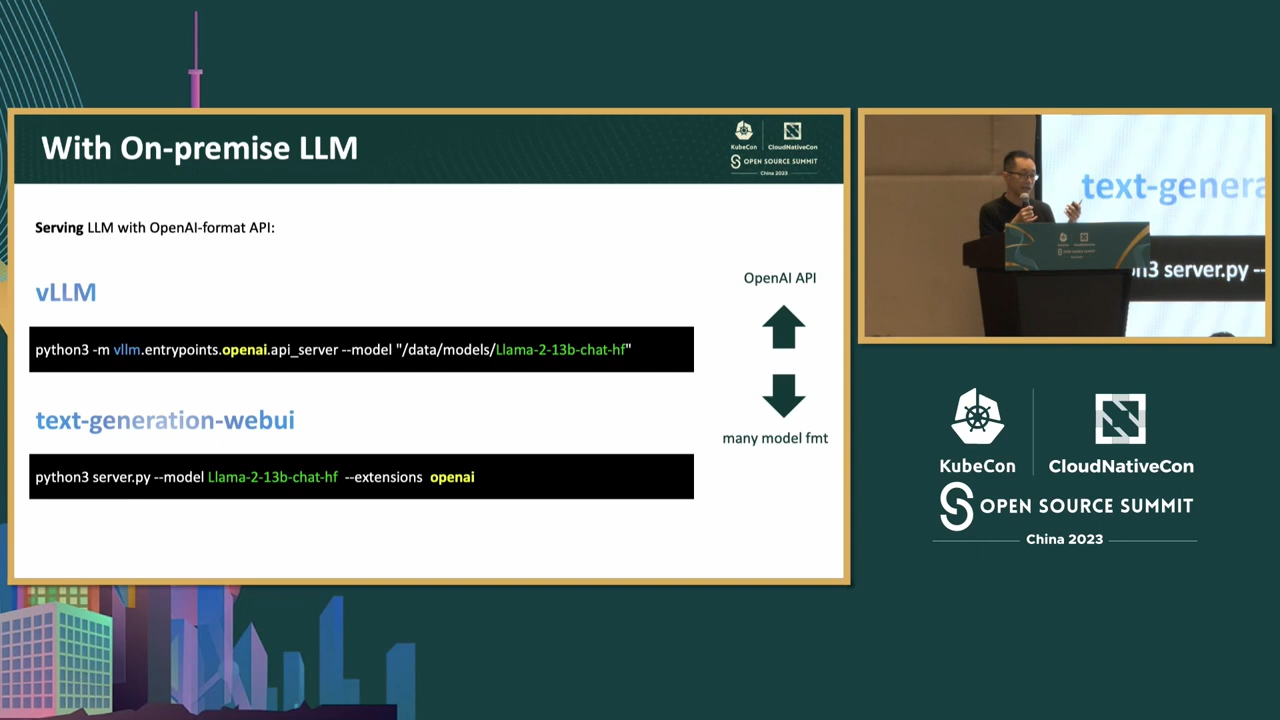 With On-premise LLM
KubeCon
CloudNativeCon
OPEN SOURCE SUMMIT
China 2023
Serving LLM with OpenAI-format API:
vLLM
python3 -m vllm.entrypoints.openai.api_server --model "/data/models/Llama-2-13b-chat-hf"
text-generation-webui
python3 server.py --model Llama-2-13b-chat-hf --extensions openai
OpenAI API
many model fmt
text-genera
n3 server.py --
KubeCon
CloudNativeCon
OPEN SOURCE SUMMIT
China 2023